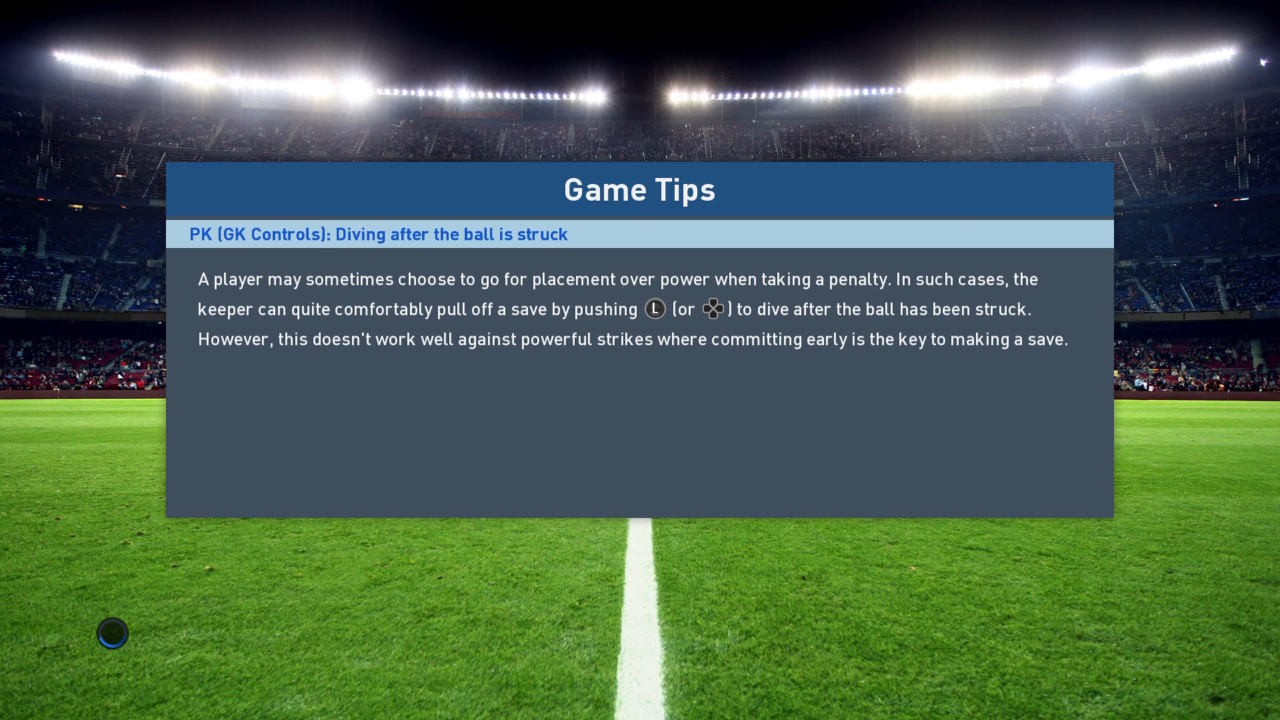 Game Tips
PK (GK Controls): Diving after the ball is struck
A player may sometimes choose to go for placement over power when taking a penalty. In such cases, the
keeper can quite comfortably pull off a save by pushing L (or ) to dive after the ball has been struck.
However, this doesn't work well against powerful strikes where committing early is the key to making a save.